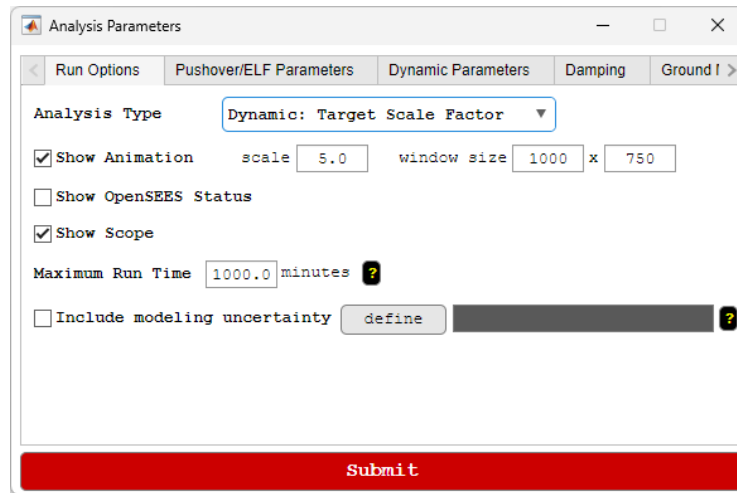 Analysis Parameters
Run Options Pushover/ELF Parameters Dynamic Parameters Damping Ground
Analysis Type Dynamic: Target Scale Factor
Show Animation scale 5.0 window size 1000 x 750
Show OpenSEES Status
Show Scope
Maximum Run Time 1000.0 minutes ?
Include modeling uncertainty define ?
Submit